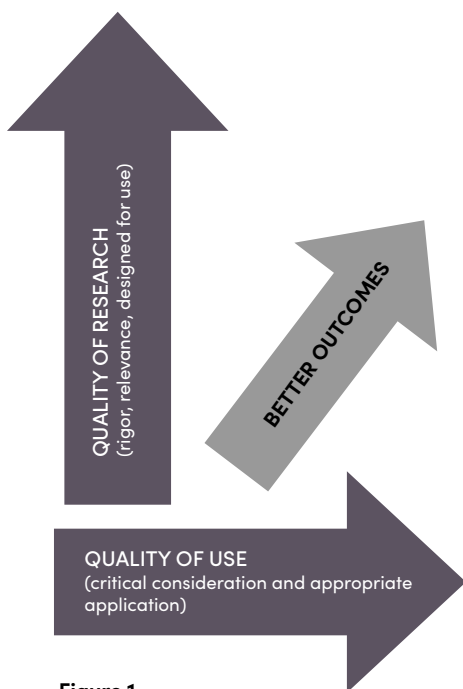 QUALITY OF RESEARCH
(rigor, relevance, designed for use)
BETTER OUTCOMES
QUALITY OF USE
(critical consideration and appropriate
application)
Figure 1